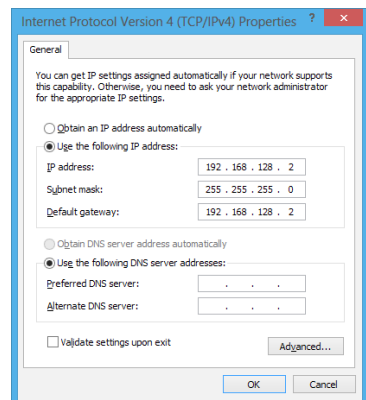 Internet Protocol Version 4 (TCP/IPv4) Properties ? ×
General
You can get IP settings assigned automatically if your network supports
this capability. Otherwise, you need to ask your network administrator
for the appropriate IP settings.
Obtain an IP address automatically
Use the following IP address:
IP address: 192 . 168 . 128 . 2
Subnet mask: 255 . 255 . 255 . 0
Default gateway: 192 . 168 . 128 . 2
Obtain DNS server address automatically
Use the following DNS server addresses:
Preferred DNS server: . . .
Alternate DNS server: . . .
Validate settings upon exit
Advanced...
OK Cancel